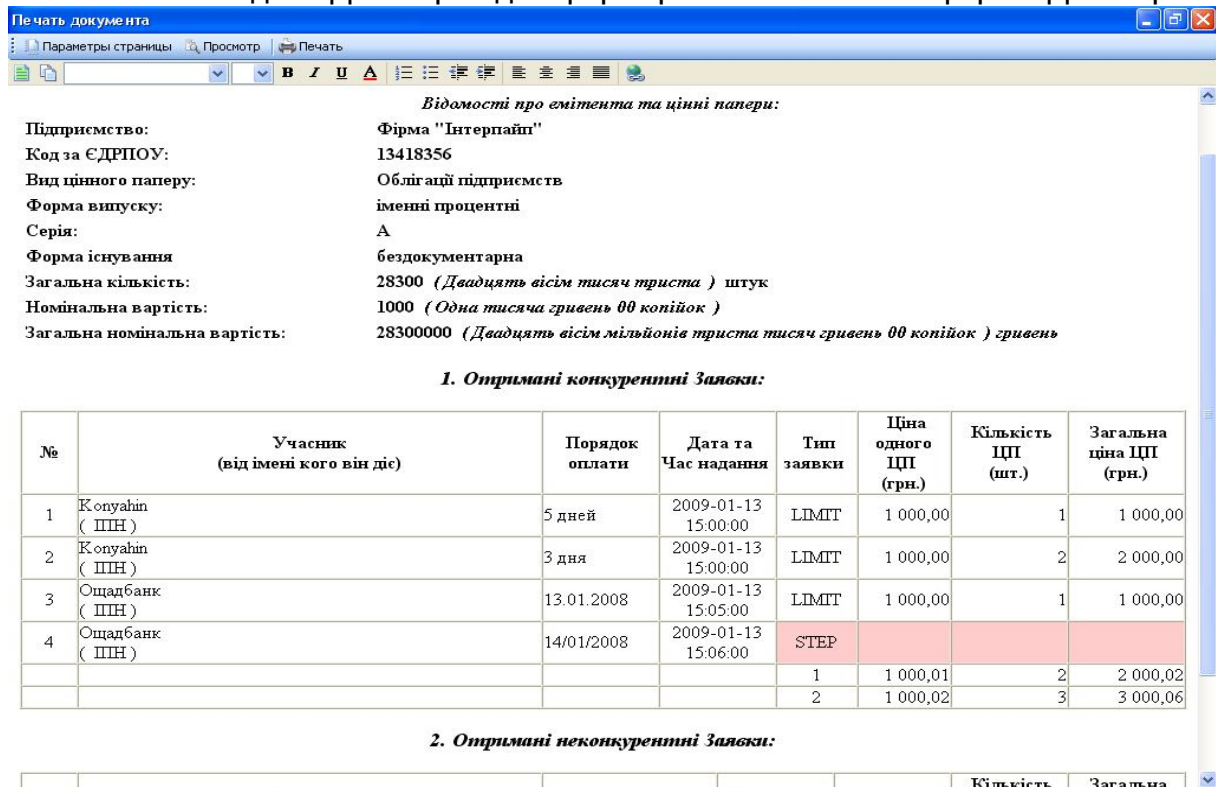 Печать документа
Параметры страницы Просмотр Печать
B I U A
Відомості про емітента та цінні папери:
Підприємство: Фірма "Інтерпайп"
Код за ЄДРПОУ: 13418356
Вид цінного паперу: Облігації підприємств
Форма випуску: іменні процентні
Серія: А
Форма існування бездокументарна
Загальна кількість: 28300 (Двадцять вісім тисяч триста ) штук
Номінальна вартість: 1000 (Одна тисяча гривень 00 копійок )
Загальна номінальна вартість: 28300000 (Двадцять вісім мільйонів триста тисяч гривень 00 копійок ) гривень
1. Отримані конкурентні Заявки:
№ Учасник (від імені кого він діє) Порядок оплати Дата та Час надання Тип заявки Ціна одного ЦП (грн.) Кількість ЦП (шт.) Загальна ціна ЦП (грн.)
1 Konyahin ( ППН ) 5 дней 2009-01-13 15:00:00 LIMIT 1 000,00 1 1 000,00
2 Konyahin ( ППН ) 3 дня 2009-01-13 15:00:00 LIMIT 1 000,00 2 2 000,00
3 Ощадбанк ( ППН ) 13.01.2008 2009-01-13 15:05:00 LIMIT 1 000,00 1 1 000,00
4 Ощадбанк ( ППН ) 14/01/2008 2009-01-13 15:06:00 STEP
1 1 000,01 2 2 000,02
2 1 000,02 3 3 000,06
2. Отримані неконкурентні Заявки:
Кількість Загальна